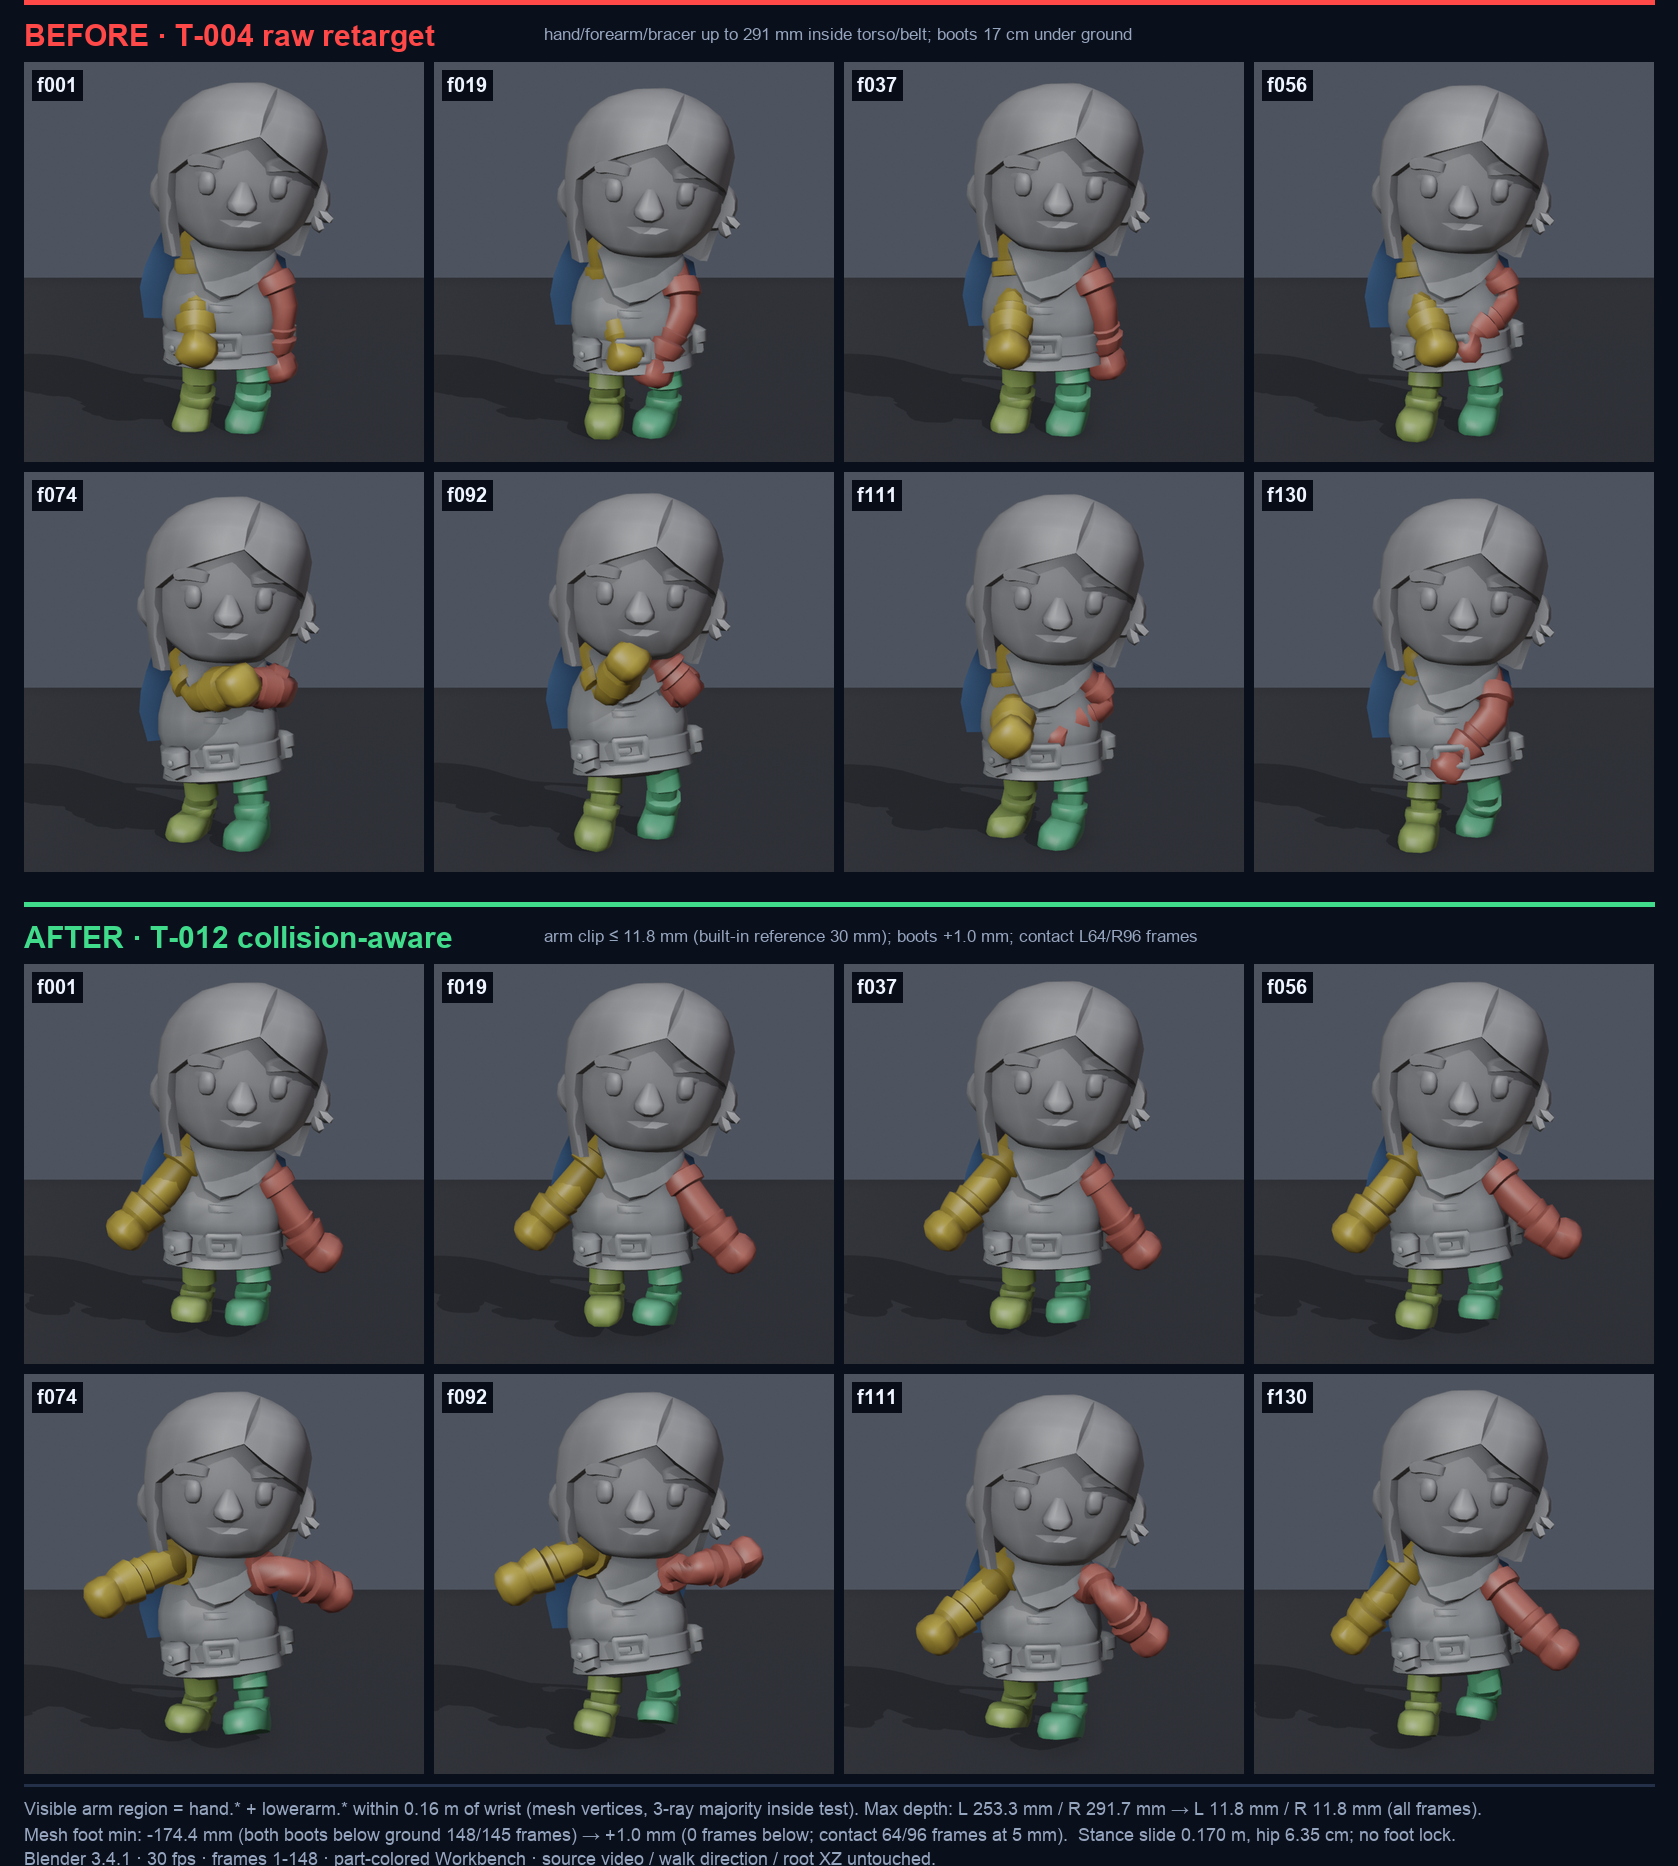 BEFORE · T-004 raw retarget
hand/forearm/bracer up to 291 mm inside torso/belt; boots 17 cm under ground
f001
f019
f037
f056
f074
f092
f111
f130
AFTER · T-012 collision-aware
arm clip ≤ 11.8 mm (built-in reference 30 mm); boots +1.0 mm; contact L64/R96 frames
f001
f019
f037
f056
f074
f092
f111
f130
Visible arm region = hand.* + lowerarm.* within 0.16 m of wrist (mesh vertices, 3-ray majority inside test). Max depth: L 253.3 mm / R 291.7 mm → L 11.8 mm / R 11.8 mm (all frames).
Mesh foot min: -174.4 mm (both boots below ground 148/145 frames) → +1.0 mm (0 frames below; contact 64/96 frames at 5 mm). Stance slide 0.170 m, hip 6.35 cm; no foot lock.
Blender 3.4.1 · 30 fps · frames 1-148 · part-colored Workbench · source video / walk direction / root XZ untouched.